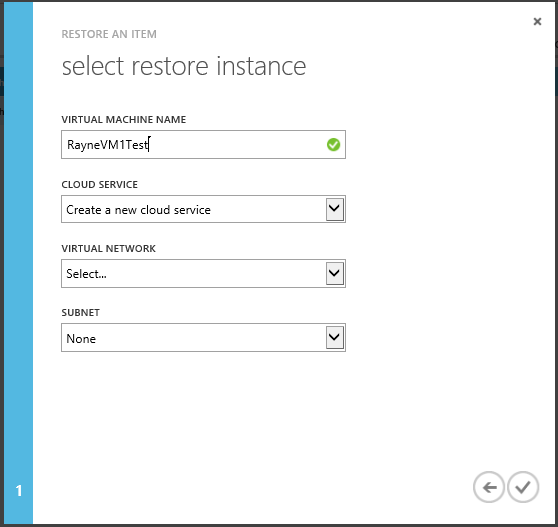 RESTORE AN ITEM
select restore instance
VIRTUAL MACHINE NAME
RayneVM1Test
CLOUD SERVICE
Create a new cloud service
VIRTUAL NETWORK
Select...
SUBNET
None
1